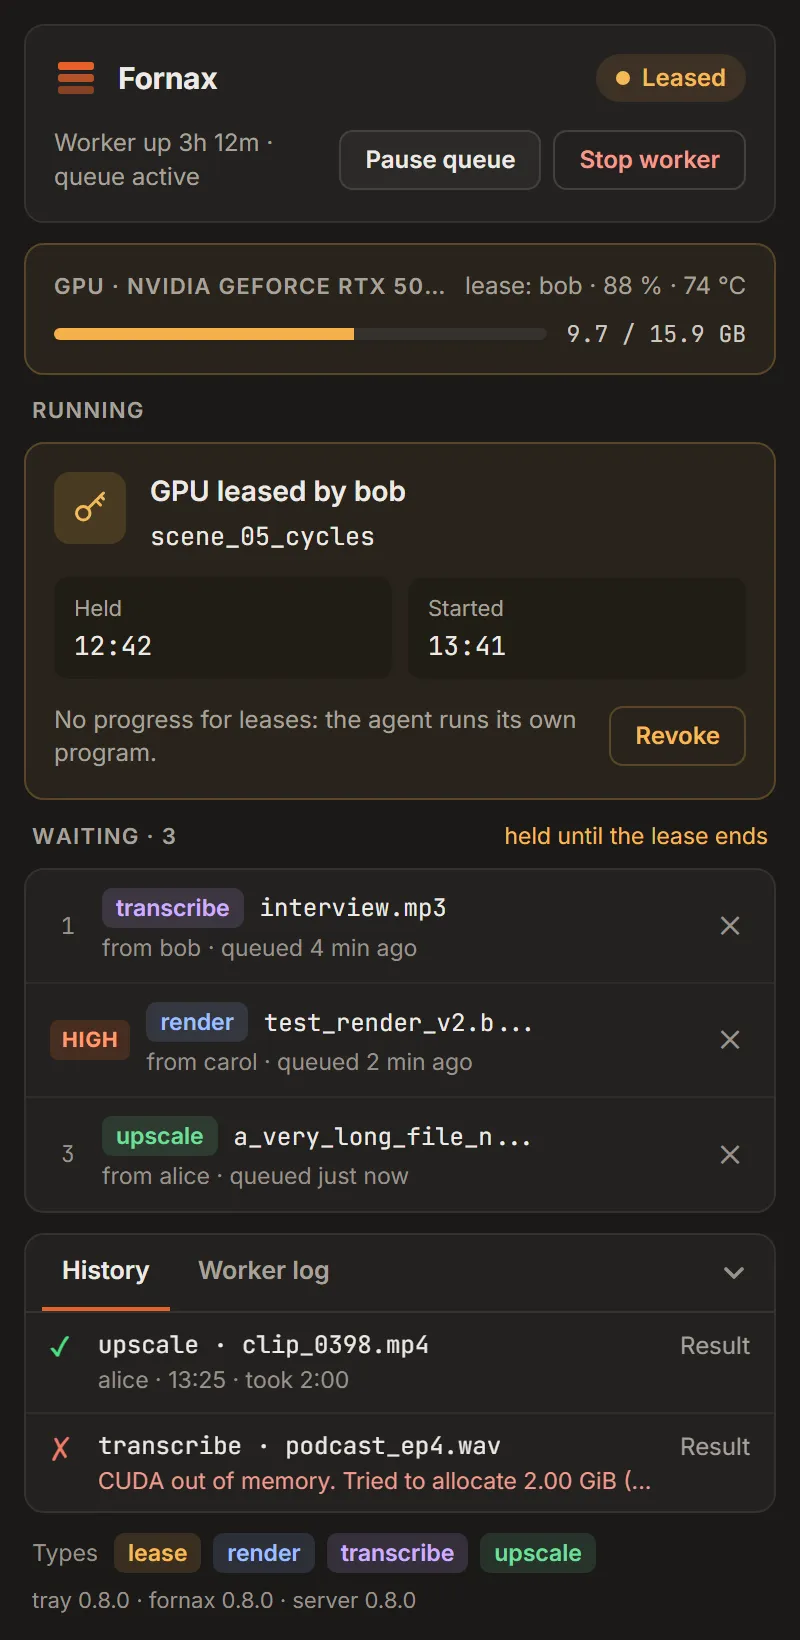 Fornax
Leased
Worker up 3h 12m ·
queue active
Pause queue
Stop worker
GPU · NVIDIA GEFORCE RTX 50...
lease: bob · 88 % · 74 °C
9.7 / 15.9 GB
RUNNING
GPU leased by bob
scene_05_cycles
Held
12:42
Started
13:41
No progress for leases: the agent runs its own
program.
Revoke
WAITING · 3
held until the lease ends
1
transcribe interview.mp3
from bob · queued 4 min ago
HIGH
render test_render_v2.b...
from carol · queued 2 min ago
3
upscale a_very_long_file_n...
from alice · queued just now
History
Worker log
upscale · clip_0398.mp4
Result
alice · 13:25 · took 2:00
transcribe · podcast_ep4.wav
Result
CUDA out of memory. Tried to allocate 2.00 GiB (...
Types lease render transcribe upscale
tray 0.8.0 · fornax 0.8.0 · server 0.8.0